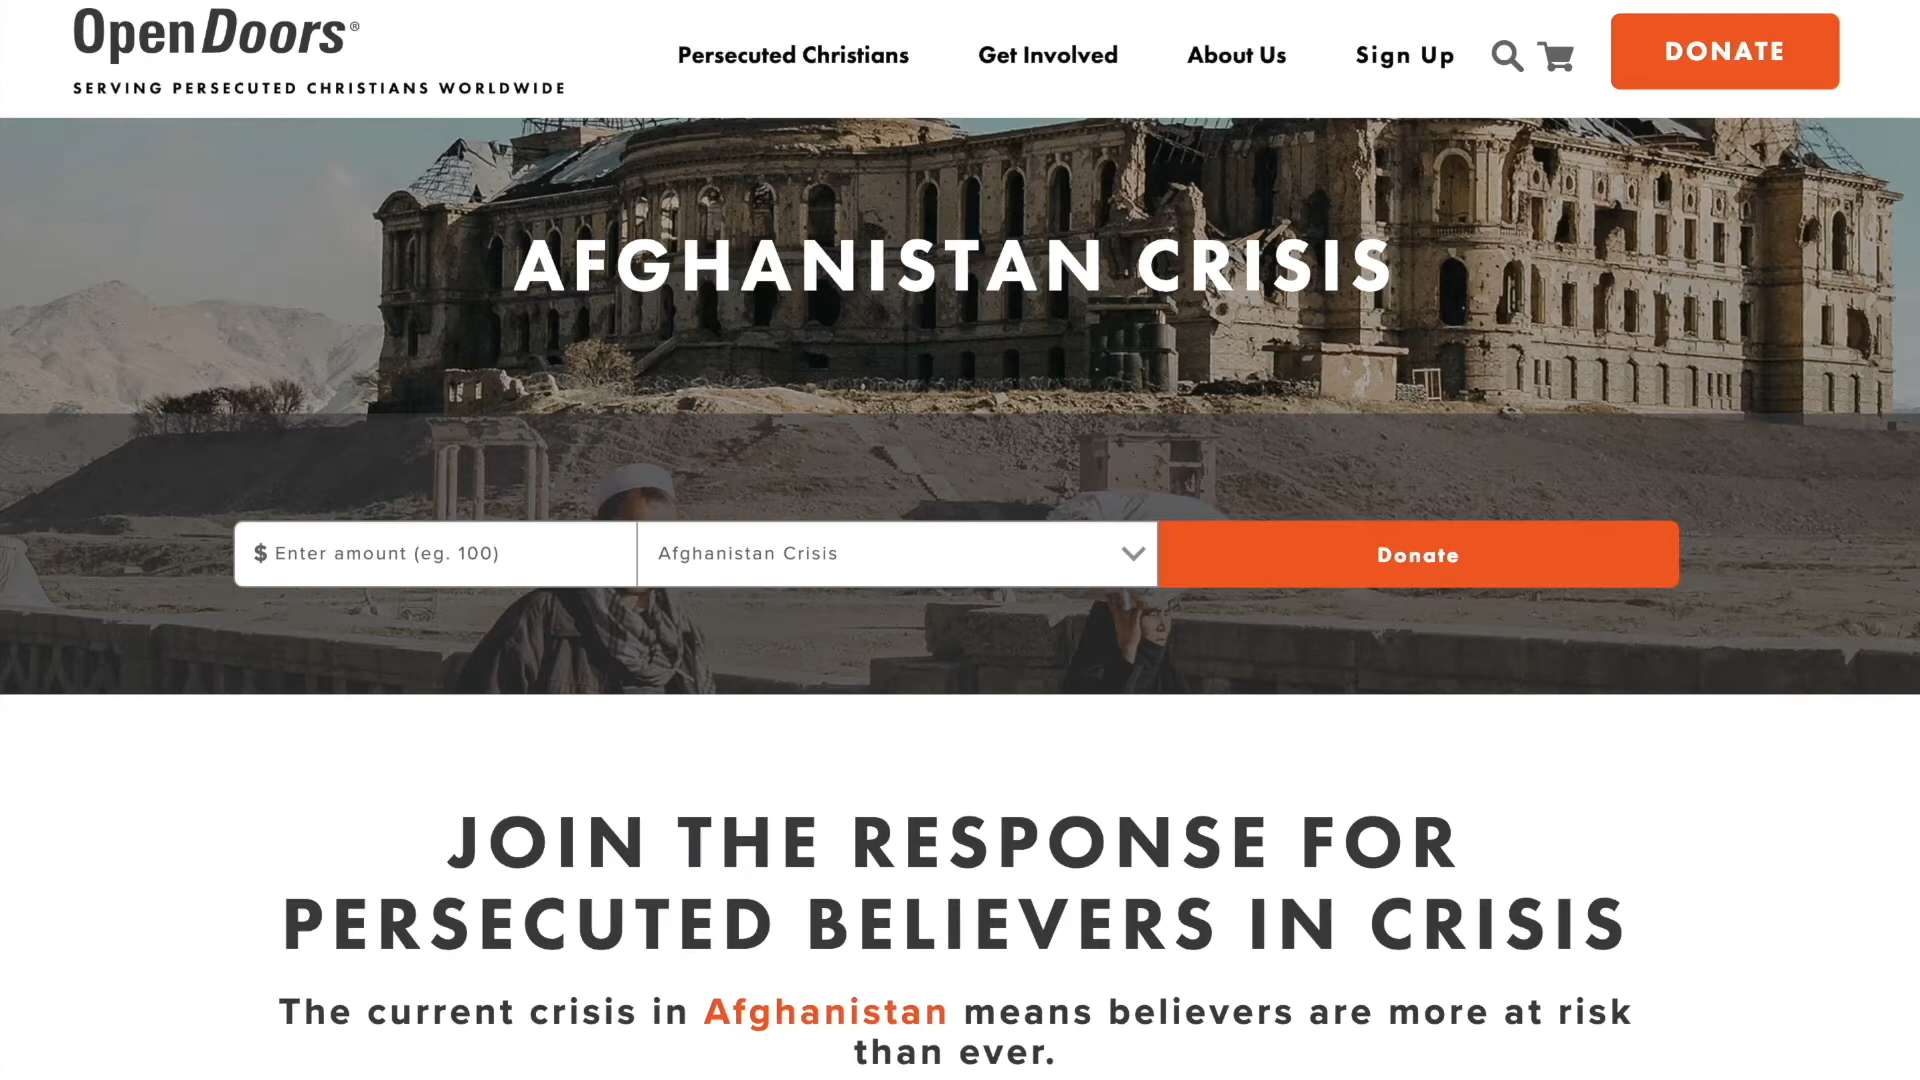 OpenDoors®
SERVING PERSECUTED CHRISTIANS WORLDWIDE
Persecuted Christians
Get Involved
About Us
Sign Up
DONATE
AFGHANISTAN CRISIS
$ Enter amount (eg. 100)
Afghanistan Crisis
Donate
JOIN THE RESPONSE FOR
PERSECUTED BELIEVERS IN CRISIS
The current crisis in Afghanistan means believers are more at risk
than ever.